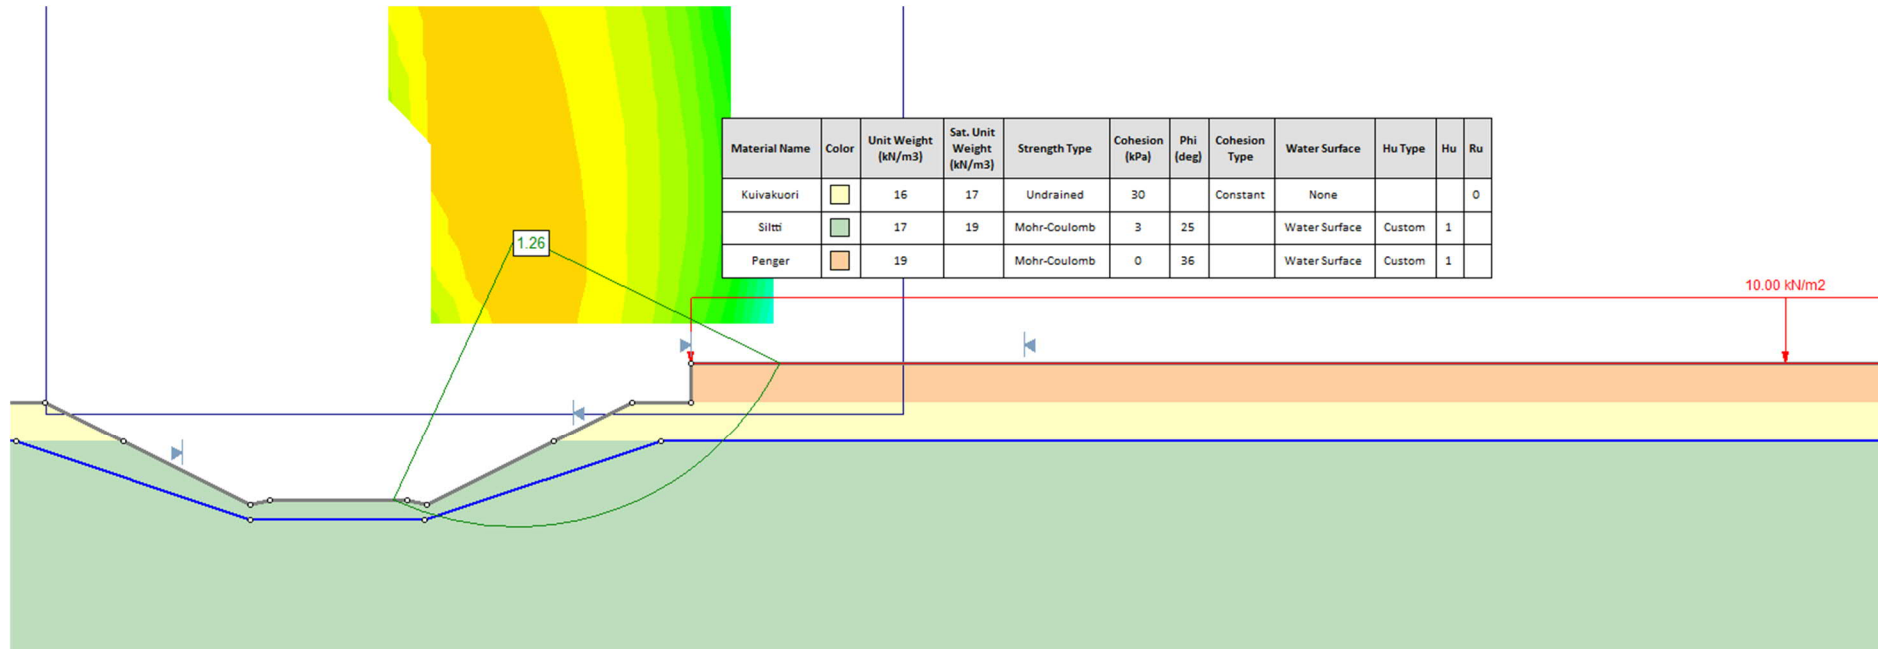 Material Name Color Unit Weight (kN/m3) Sat. Unit Weight (kN/m3) Strength Type Cohesion (kPa) Phi (deg) Cohesion Type Water Surface Hu Type Hu Ru
Kuivakuori 16 17 Undrained 30 Constant None 0
Siltti 17 19 Mohr-Coulomb 3 25 Water Surface Custom 1
Penger 19 Mohr-Coulomb 0 36 Water Surface Custom 1
1.26
10.00 kN/m2